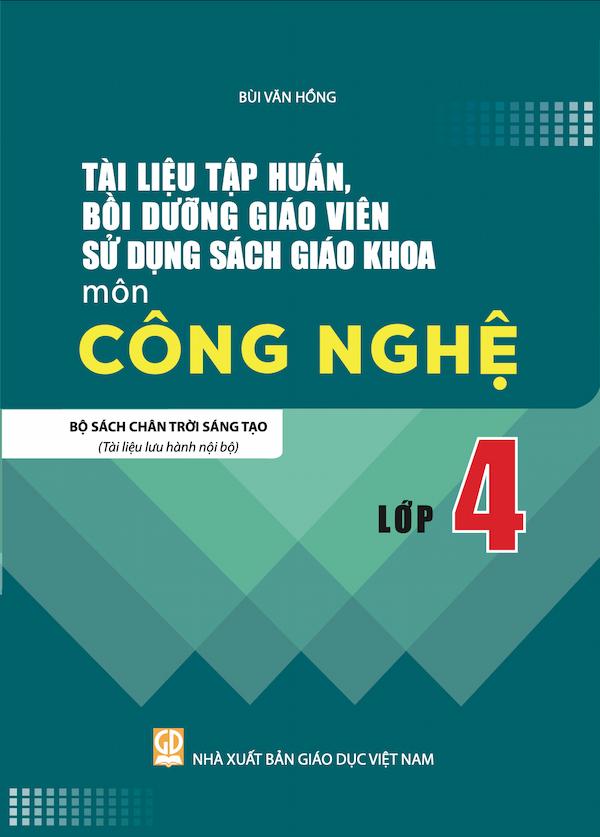 BÙI VĂN HỒNG
TÀI LIỆU TẬP HUẤN,
BỒI DƯỠNG GIÁO VIÊN
SỬ DỤNG SÁCH GIÁO KHOA
môn
CÔNG NGHỆ
BỘ SÁCH CHÂN TRỜI SÁNG TẠO
(Tài liệu lưu hành nội bộ)
LỚP 4
GD
NHÀ XUẤT BẢN GIÁO DỤC VIỆT NAM